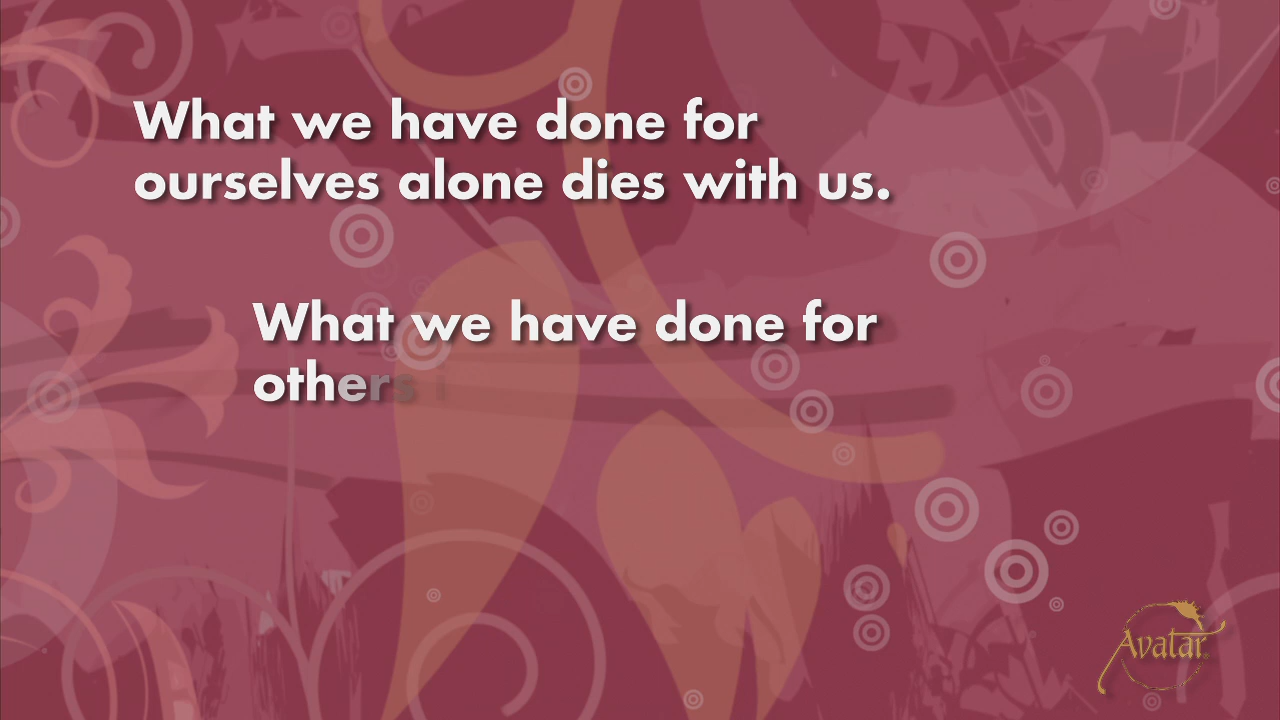 What we have done for
ourselves alone dies with us.
What we have done for
others i
Avatar